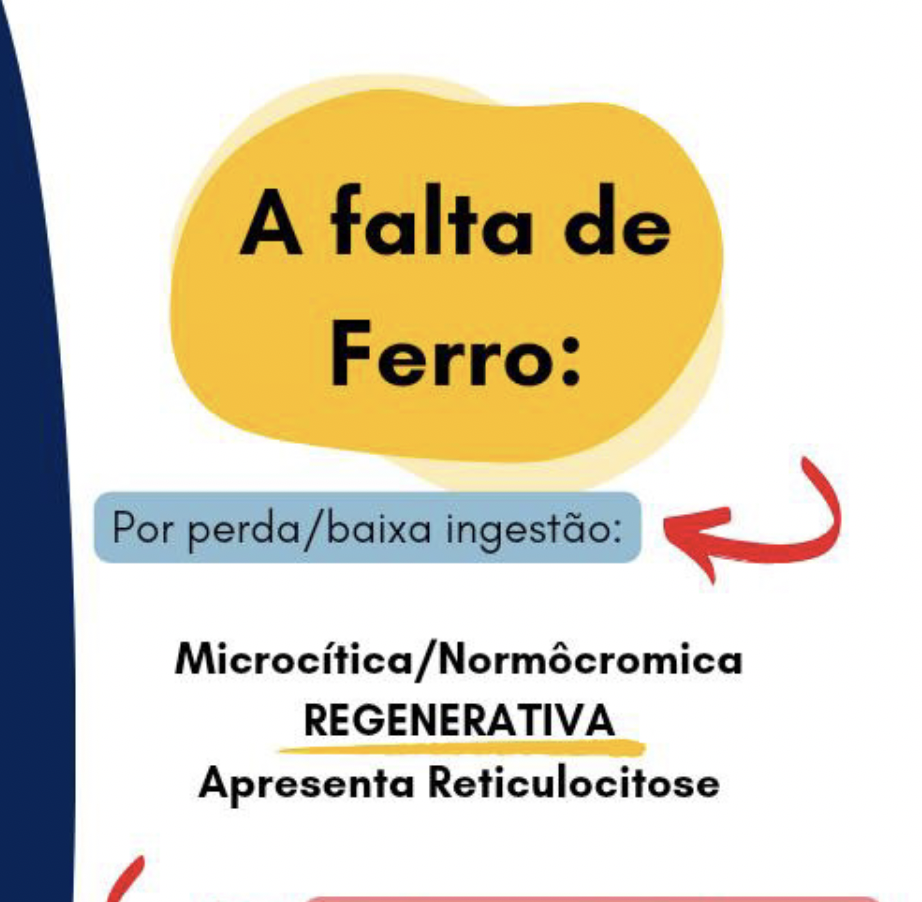 A falta de
Ferro:
Por perda/baixa ingestão:
Microcítica/Normôcromica
REGENERATIVA
Apresenta Reticulocitose